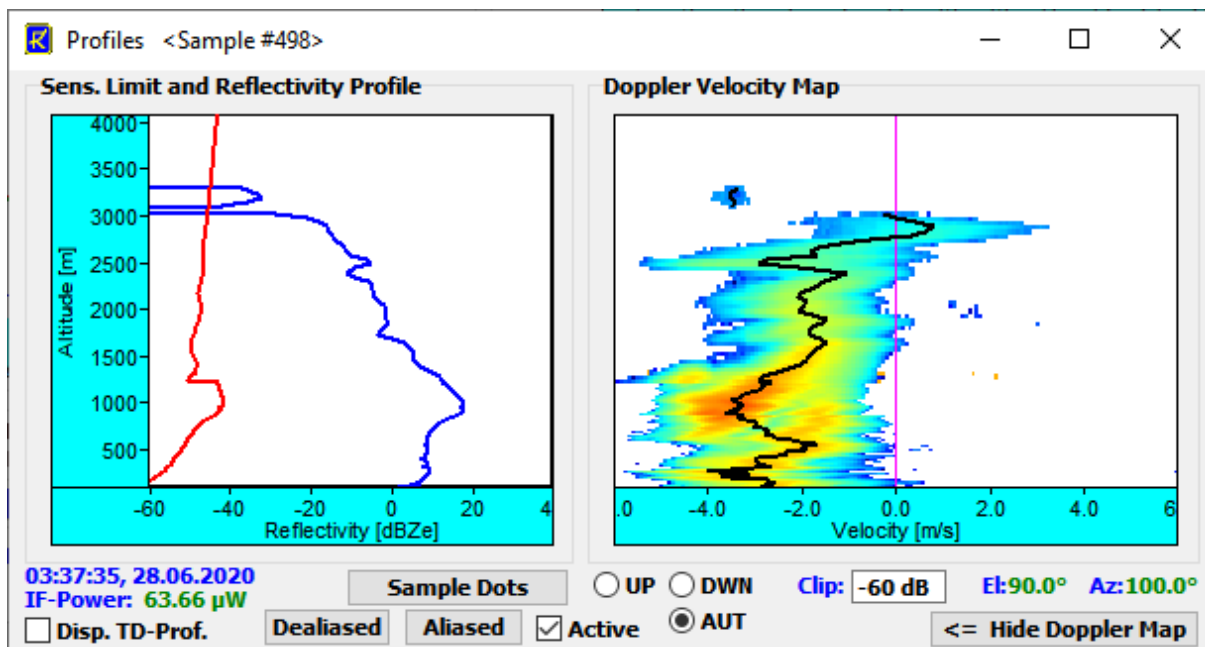 Profiles <Sample #498>
Sens. Limit and Reflectivity Profile
Doppler Velocity Map
4000
3500
3000
2500
2000
1500
1000
500
Altitude [m]
-60 -40 -20 0 20 4
Reflectivity [dBZe]
.0 -4.0 -2.0 0.0 2.0 4.0 6
Velocity [m/s]
03:37:35, 28.06.2020
IF-Power: 63.66 µW
Sample Dots
UP DWN Clip: -60 dB El:90.0° Az:100.0°
Disp. TD-Prof. Dealiased Aliased Active AUT <= Hide Doppler Map